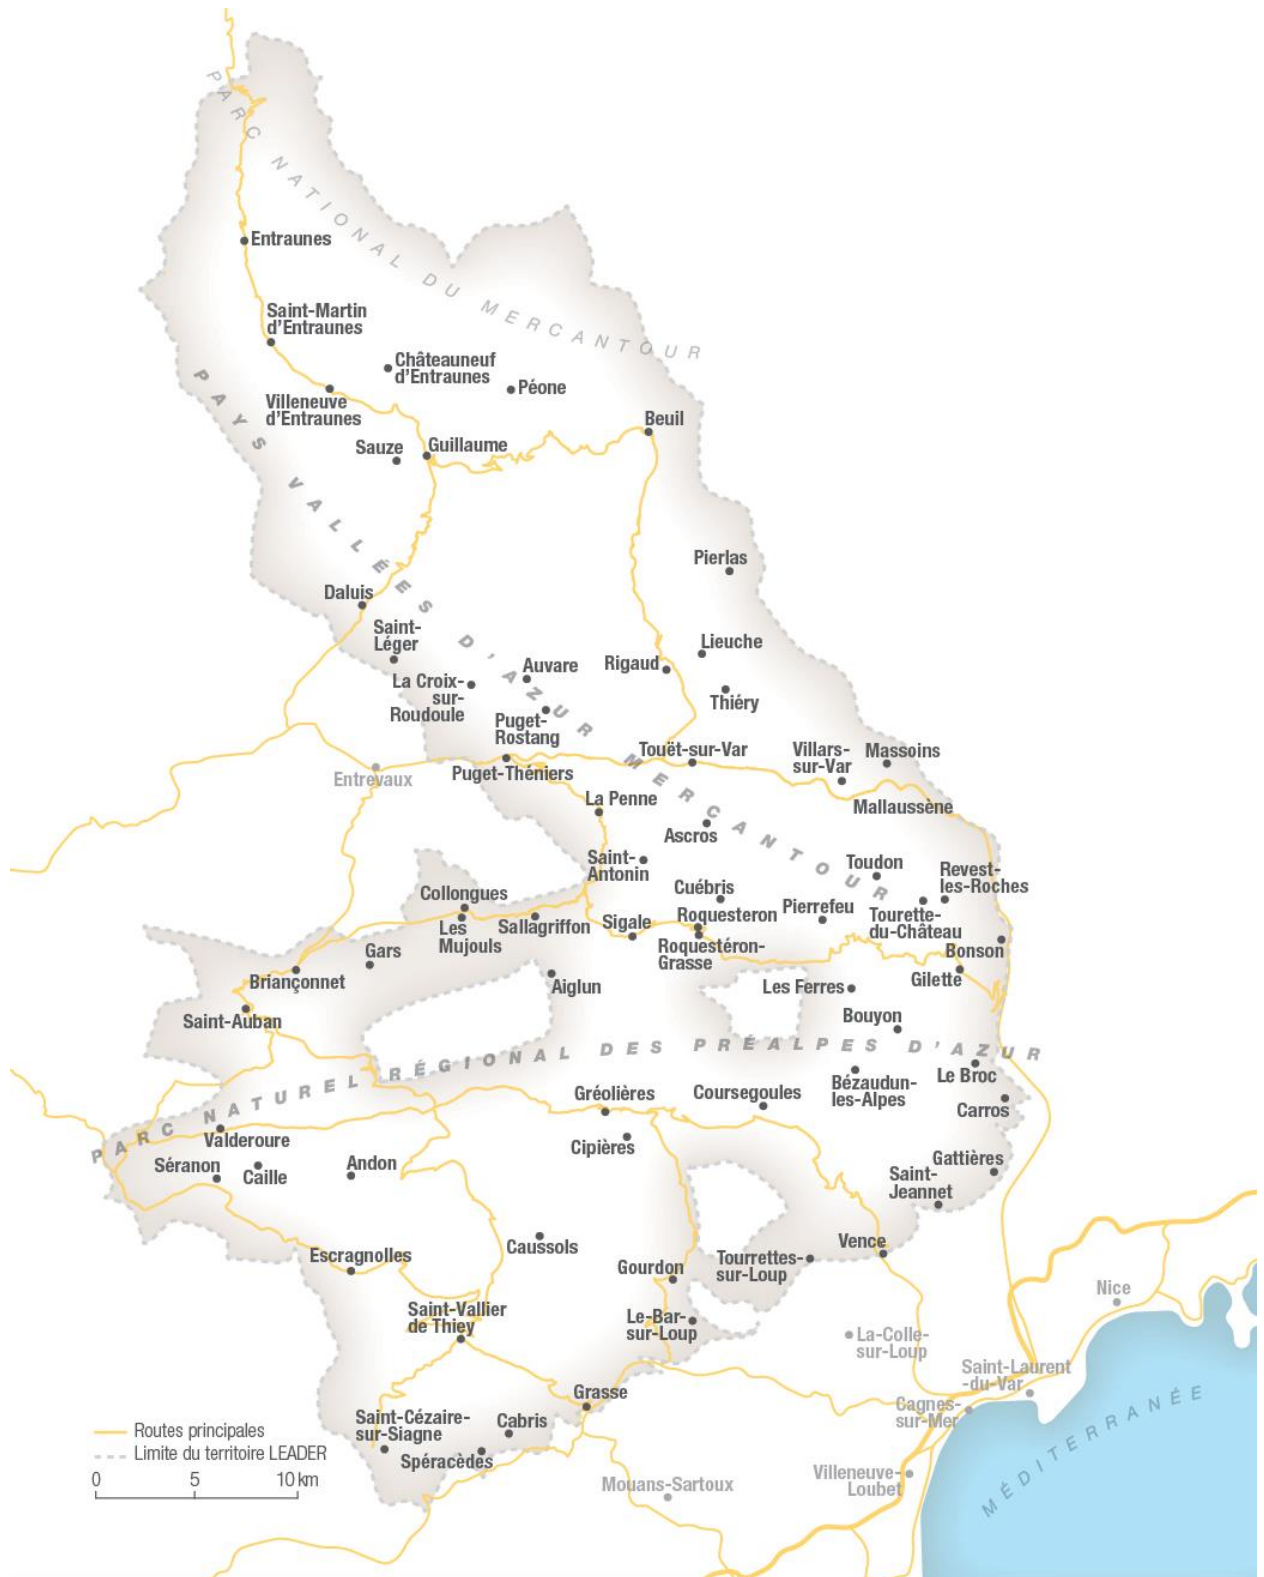 PARC NATIONAL DU MERCANTOUR
Entraunes
Saint-Martin
d'Entraunes
Châteauneuf
d'Entraunes
Péone
Villeneuve
d'Entraunes
Beuil
Sauze
Guillaume
PAYS VALLÉES D'AZUR MERCANTOUR
Pierlas
Daluis
Saint-
Léger
Lieuche
Auvare
Rigaud
La Croix-
sur-
Roudoule
Thiéry
Puget-
Rostang
Touët-sur-Var
Villars-
sur-Var
Massoins
Entrevaux
Puget-Théniers
La Penne
Mallaussène
Ascros
Saint-
Antonin
Toudon
Revest-
les-Roches
Collongues
Cuébris
Roquesteron
Pierrefeu
Tourette-
du-Château
Les
Mujouls
Sallagriffon
Sigale
Roquestéron-
Grasse
Bonson
Gars
Briançonnet
Aiglun
Les Ferres
Gilette
Saint-Auban
Bouyon
PARC NATUREL RÉGIONAL DES PRÉALPES D'AZUR
Le Broc
Bézaudun-
les-Alpes
Gréolières
Coursegoules
Carros
Valderoure
Cipières
Séranon
Caille
Andon
Gattières
Saint-
Jeannet
Caussols
Vence
Escragnolles
Gourdon
Tourrettes-
sur-Loup
Nice
Saint-Vallier
de Thiey
Le-Bar-
sur-Loup
La-Colle-
sur-Loup
Saint-Laurent
-du-Var
Grasse
Cagnes-
sur-Mer
MÉDITERRANÉE
Saint-Cézaire-
sur-Siagne
Cabris
Spéracèdes
Mouans-Sartoux
Villeneuve-
Loubet
Routes principales
Limite du territoire LEADER
0 5 10 km